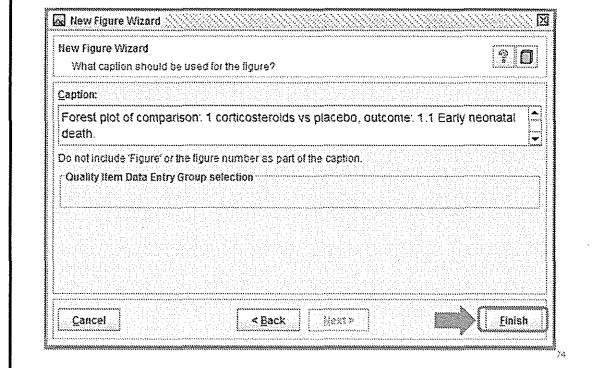 New Figure Wizard
New Figure Wizard
What caption should be used for the figure?
?
Caption:
Forest plot of comparison: 1 corticosteroids vs placebo, outcome: 1.1 Early neonatal
death.
Do not include 'Figure' or the figure number as part of the caption.
Quality Item Data Entry Group selection
Cancel
< Back
Next >
Finish
74